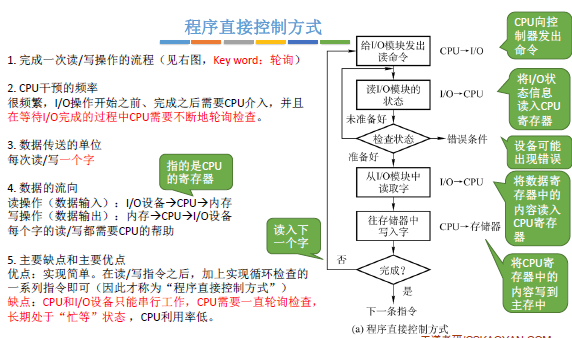 程序直接控制方式
1. 完成一次读/写操作的流程（见右图，Key word：轮询）
2. CPU干预的频率
很频繁，I/O操作开始之前、完成之后需要CPU介入，并且
在等待I/O完成的过程中CPU需要不断地轮询检查。
3. 数据传送的单位
每次读/写一个字
指的是CPU
的寄存器
4. 数据的流向
读操作（数据输入）：I/O设备→CPU→内存
写操作（数据输出）：内存→CPU→I/O设备
每个字的读/写都需要CPU的帮助
5. 主要缺点和主要优点
优点：实现简单。在读/写指令之后，加上实现循环检查的
一系列指令即可（因此才称为“程序直接控制方式”）
缺点：CPU和I/O设备只能串行工作，CPU需要一直轮询检查，
长期处于“忙等”状态，CPU利用率低。
给I/O模块发出
读命令
CPU→I/O
CPU向控
制器发出
命令
读I/O模块的
状态
I/O→CPU
将I/O状
态信息
读入CPU
寄存器
未准备好
检查状态
错误条件
设备可能
出现错误
准备好
从I/O模块中
读取字
I/O→CPU
将数据寄
存器中的
内容读入
CPU寄存
器
往存储器中
写入字
CPU→存储器
读入下
一个字
将CPU寄
存器中的
内容写到
主存中
否
完成？
是
下一条指令
(a) 程序直接控制方式